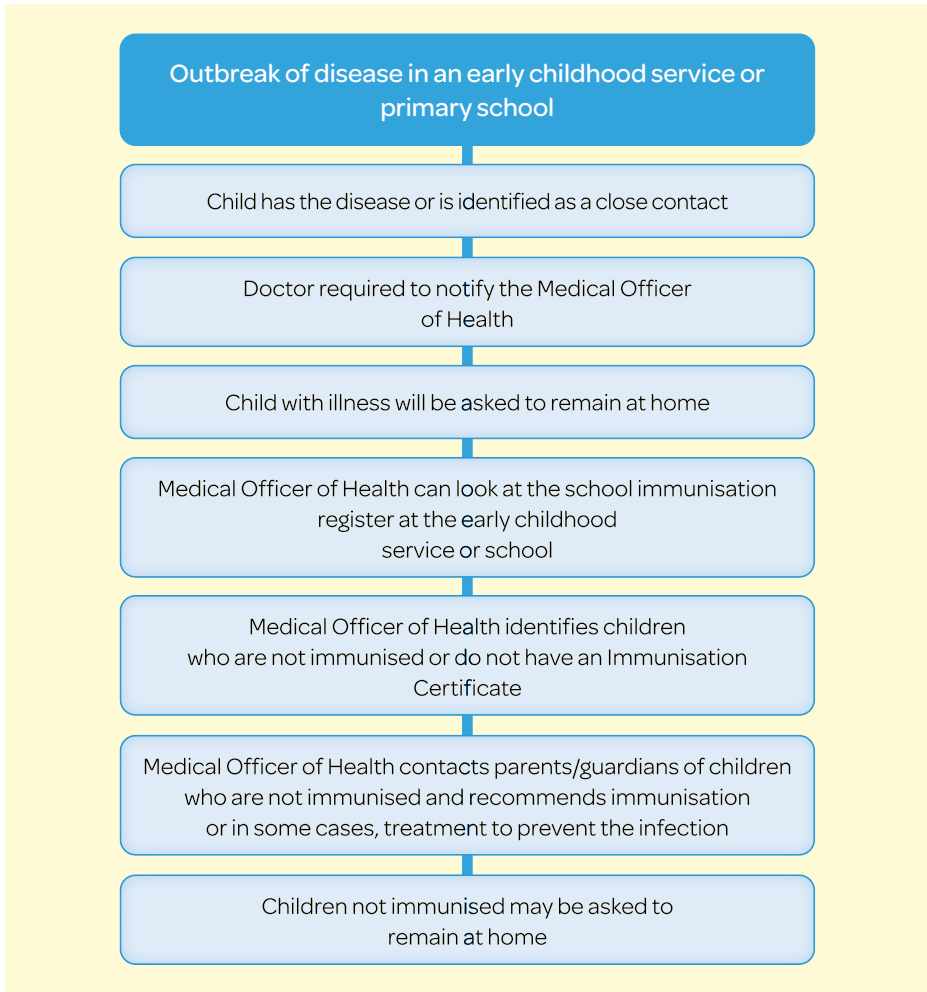 Outbreak of disease in an early childhood service or
primary school
Child has the disease or is identified as a close contact
Doctor required to notify the Medical Officer
of Health
Child with illness will be asked to remain at home
Medical Officer of Health can look at the school immunisation
register at the early childhood
service or school
Medical Officer of Health identifies children
who are not immunised or do not have an Immunisation
Certificate
Medical Officer of Health contacts parents/guardians of children
who are not immunised and recommends immunisation
or in some cases, treatment to prevent the infection
Children not immunised may be asked to
remain at home